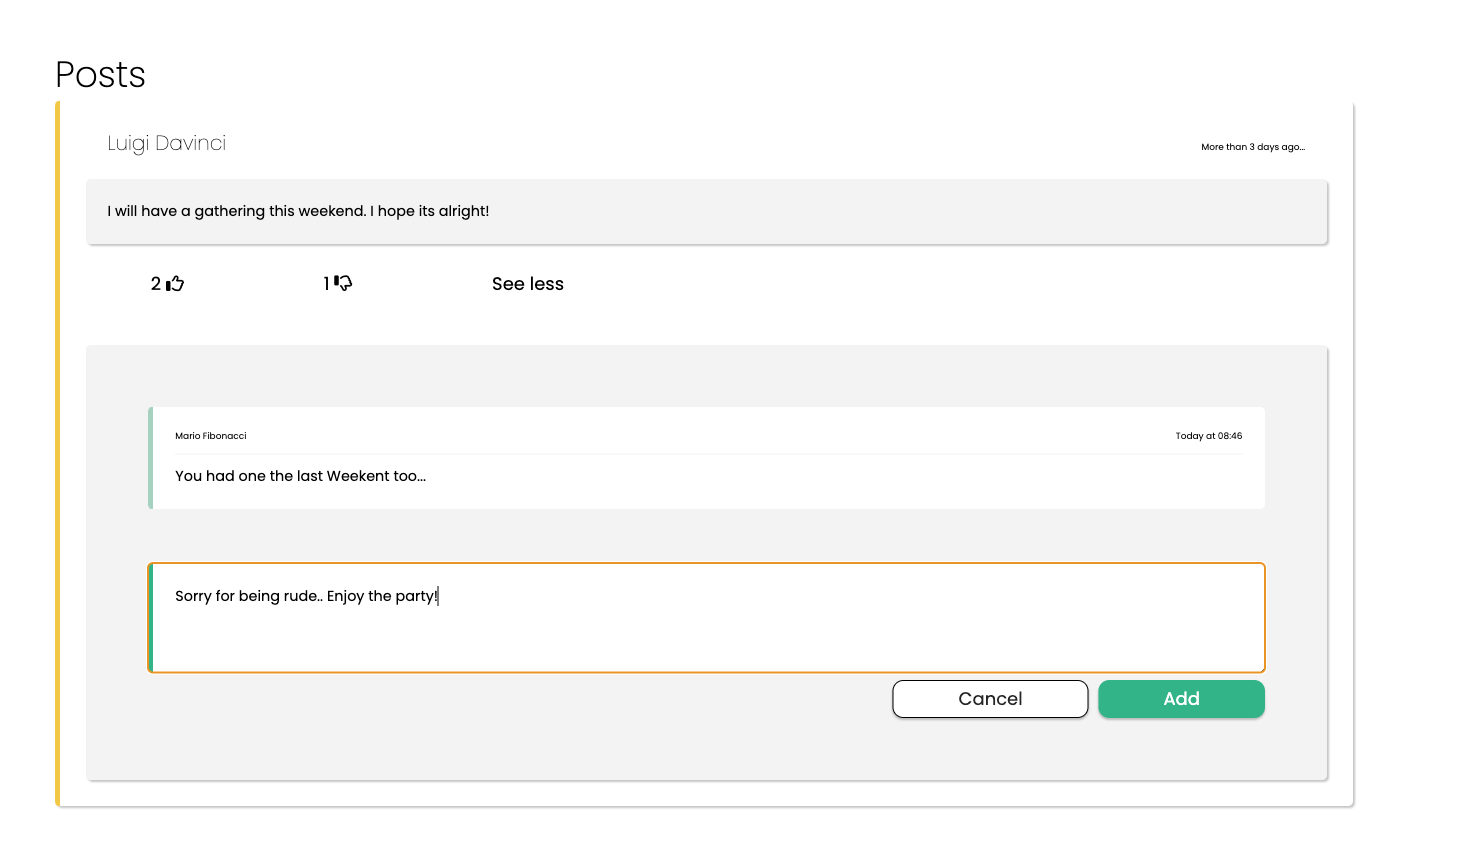 Posts
Luigi Davinci
More than 3 days ago...
I will have a gathering this weekend. I hope its alright!
2 1 See less
Mario Fibonacci
Today at 08:46
You had one the last Weekent too...
Sorry for being rude.. Enjoy the party!
Cancel Add